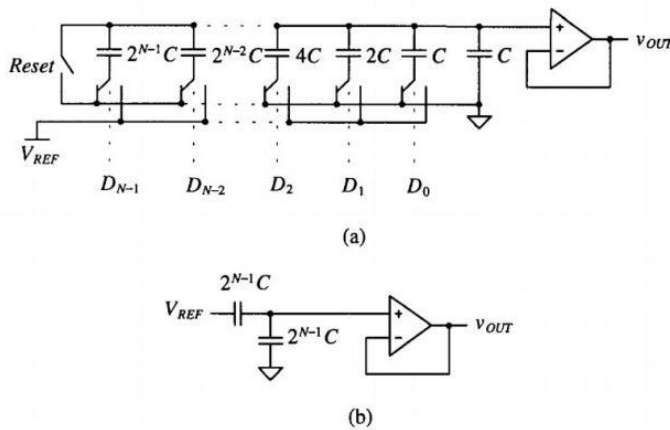 Reset
2^{N-1}C
2^{N-2}C
4C
2C
C
C
+
−
v_{OUT}
V_{REF}
D_{N-1}
D_{N-2}
D_2
D_1
D_0
(a)
2^{N-1}C
V_{REF}
2^{N-1}C
+
−
v_{OUT}
(b)